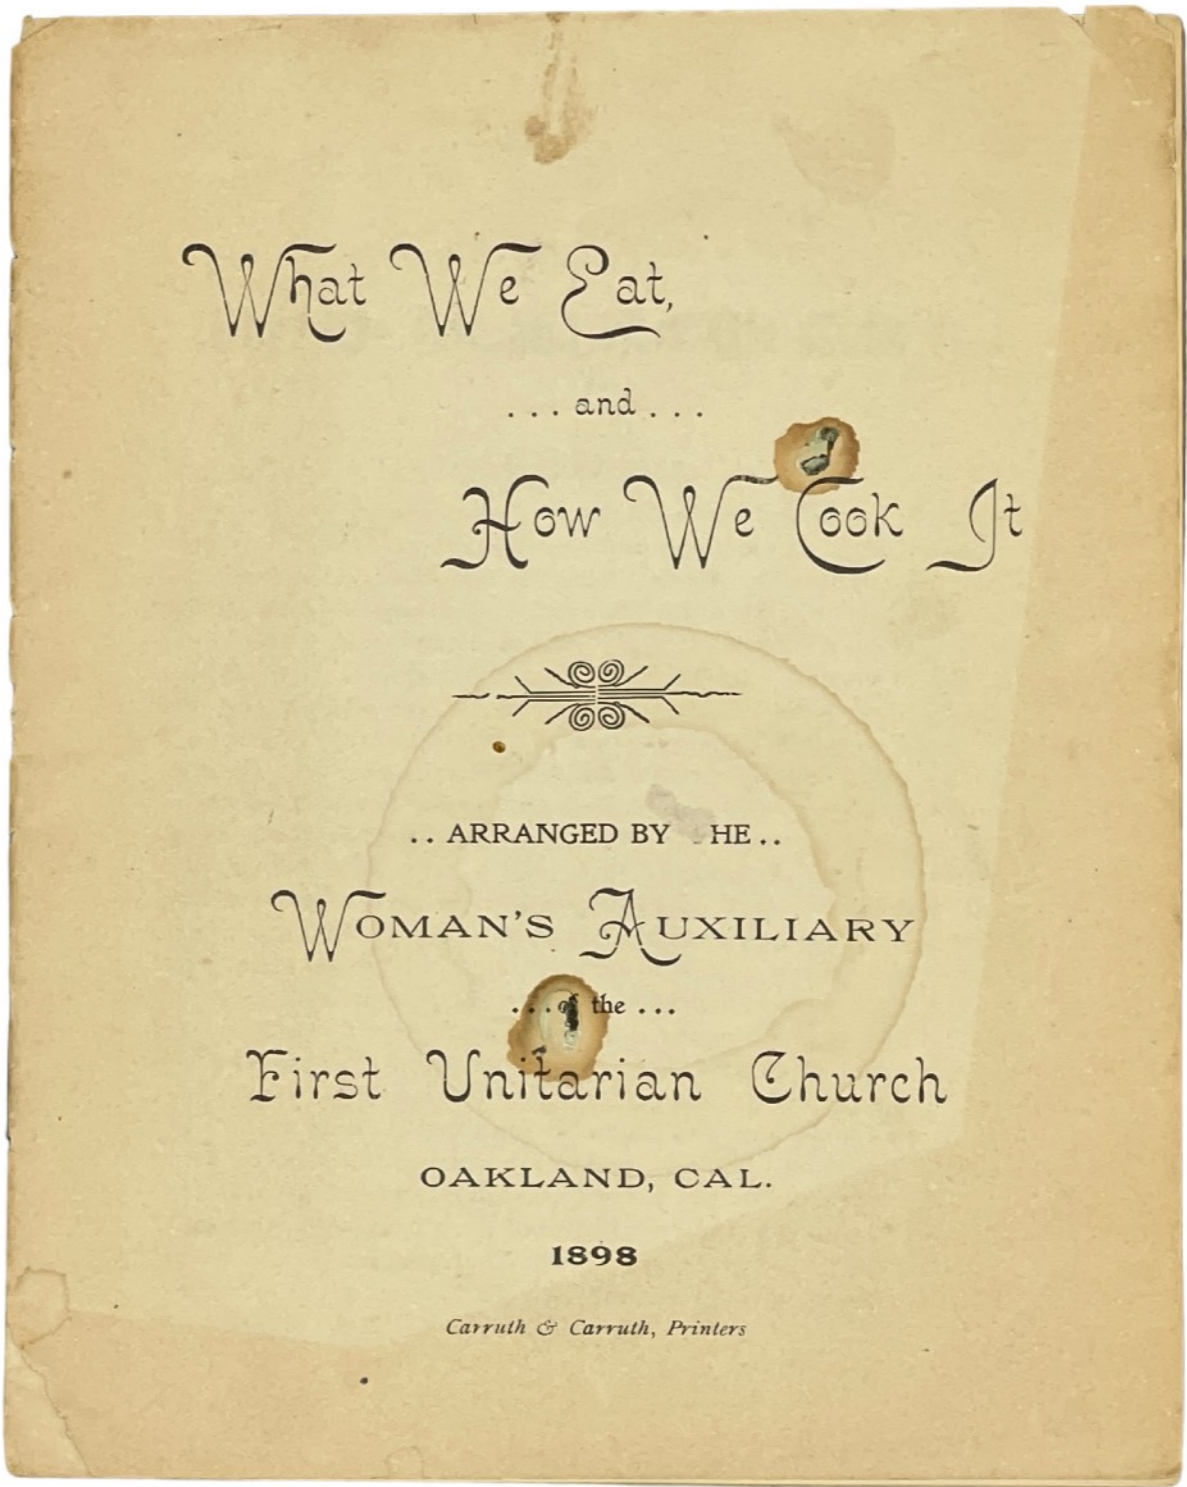 What We Eat,
... and ...
How We Cook It
.. ARRANGED BY  HE ..
WOMAN'S AUXILIARY
... of the ...
First Unitarian Church
OAKLAND, CAL.
1898
Carruth & Carruth, Printers